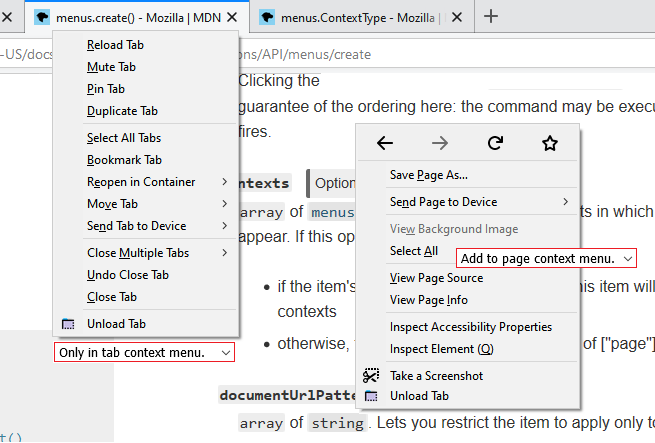 menus.create() - Mozilla | MDN
menus.ContextType - Mozilla |
-US/docs
ons/API/menus/create
Reload Tab
Mute Tab
Pin Tab
Duplicate Tab
Select All Tabs
Bookmark Tab
Reopen in Container
Move Tab
Send Tab to Device
Close Multiple Tabs
Undo Close Tab
Close Tab
Unload Tab
Only in tab context menu.
Clicking the
guarantee of the ordering here: the command may be execu
fires.
ntexts Option
array of menus
ts in which
appear. If this op
if the item's
his item will
contexts
otherwise,
of ["page"]
documentUrlPatte
array of string. Lets you restrict the item to apply only to
Save Page As...
Send Page to Device
View Background Image
Select All
Add to page context menu.
View Page Source
View Page Info
Inspect Accessibility Properties
Inspect Element (Q)
Take a Screenshot
Unload Tab
t()